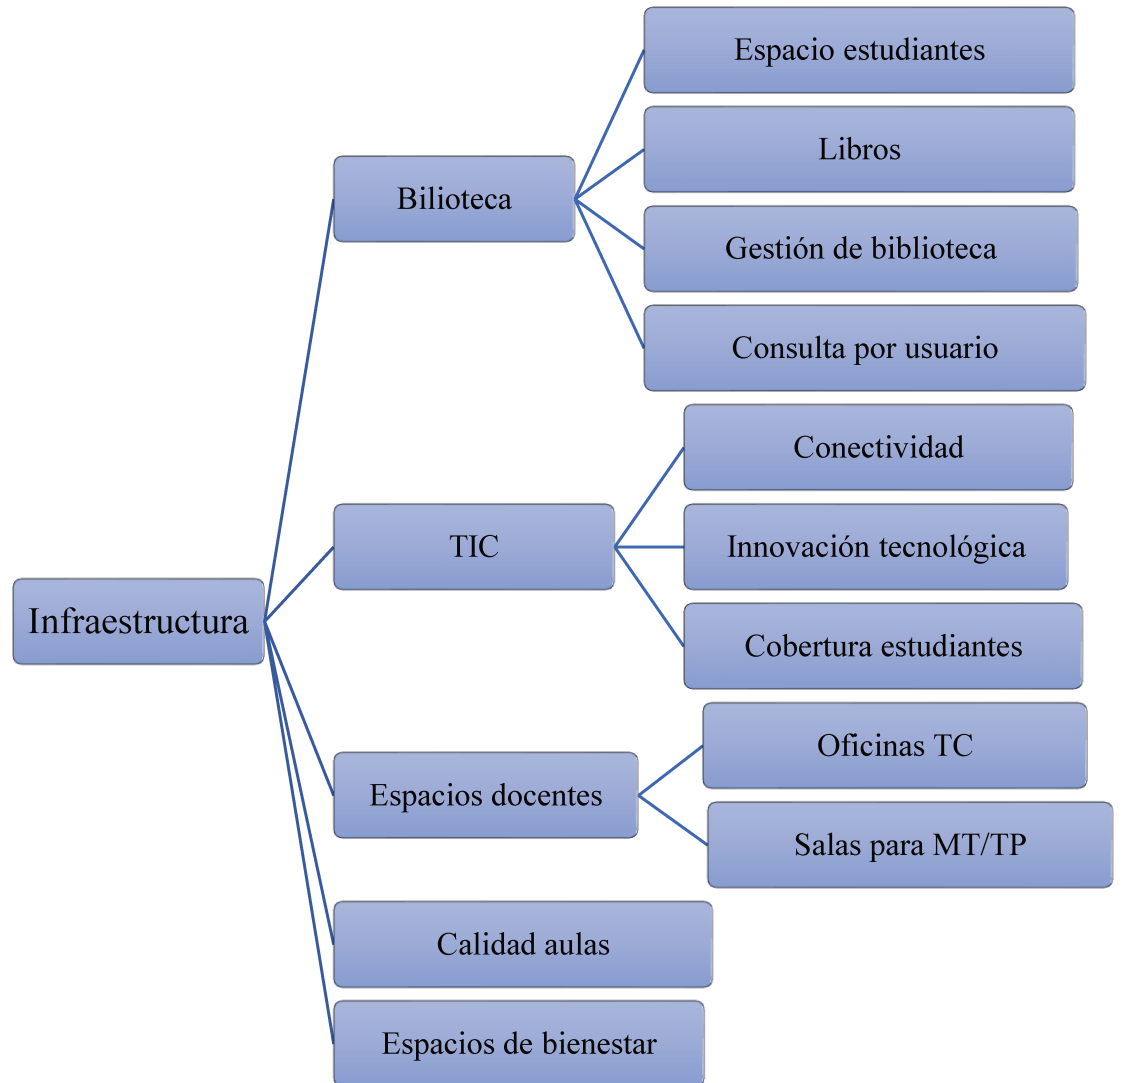 Infraestructura
Bilioteca
Espacio estudiantes
Libros
Gestión de biblioteca
Consulta por usuario
TIC
Conectividad
Innovación tecnológica
Cobertura estudiantes
Espacios docentes
Oficinas TC
Salas para MT/TP
Calidad aulas
Espacios de bienestar